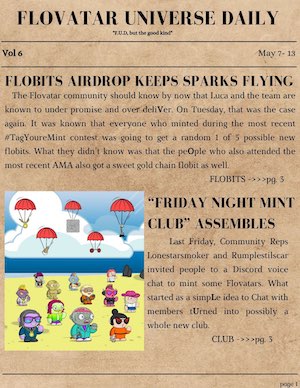 FLOVATAR UNIVERSE DAILY
"F.U.D, but the good kind"
Vol 6
May 7- 13
FLOBITS AIRDROP KEEPS SPARKS FLYING
The Flovatar community should know by now that Luca and the team are
known to under promise and over deliVer. On Tuesday, that was the case
again. It was known that everyone who minted during the most recent
#TagYoureMint contest was going to get a random 1 of 5 possible new
flobits. What they didn't know was that the peOple who also attended the
most recent AMA also got a sweet gold chain flobit as well.
FLOBITS ->>>pg. 3
"FRIDAY NIGHT MINT
CLUB" ASSEMBLES
Last Friday, Community Reps
Lonestarsmoker and Rumplestilscar
invited people to a Discord voice
chat to mint some Flovatars. What
started as a simpLe idea to Chat with
members tUrned into possibly a
whole new club.
CLUB ->>>pg. 3
page 1